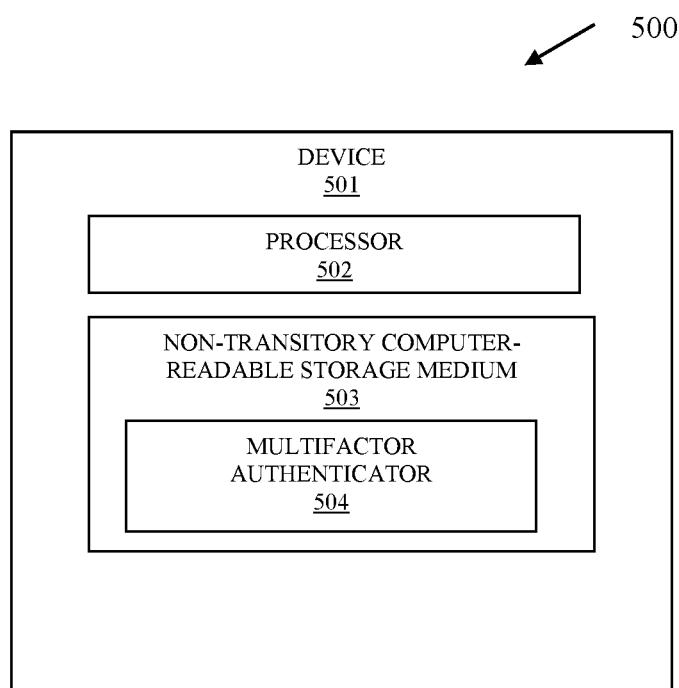 500
DEVICE
501
PROCESSOR
502
NON-TRANSITORY COMPUTER-
READABLE STORAGE MEDIUM
503
MULTIFACTOR
AUTHENTICATOR
504